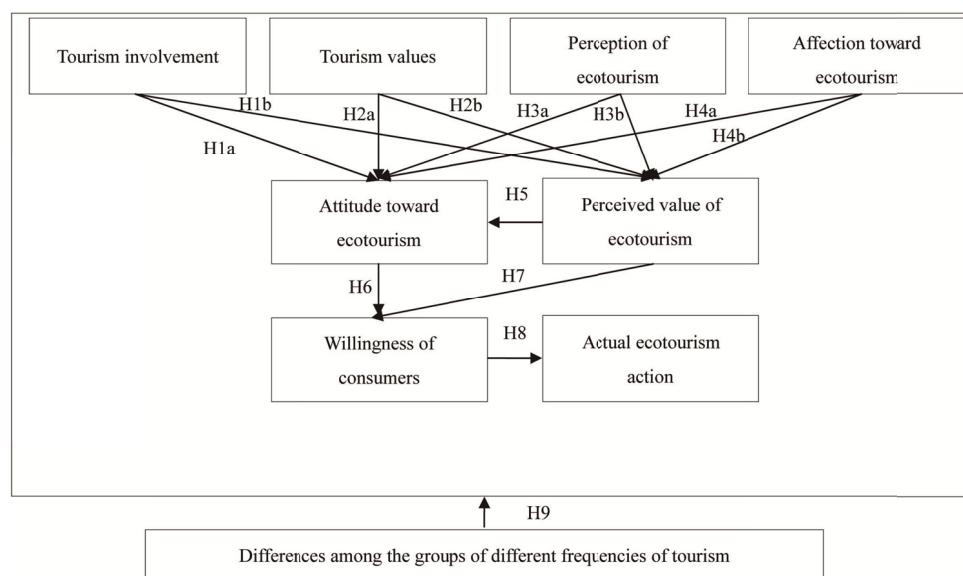 Tourism involvement
Tourism values
Perception of
ecotourism
Affection toward
ecotourism
H1b
H2b
H2a
H3a
H3b
H4a
H4b
H1a
Attitude toward
ecotourism
H5
Perceived value of
ecotourism
H6
H7
Willingness of
consumers
H8
Actual ecotourism
action
H9
Differences among the groups of different frequencies of tourism